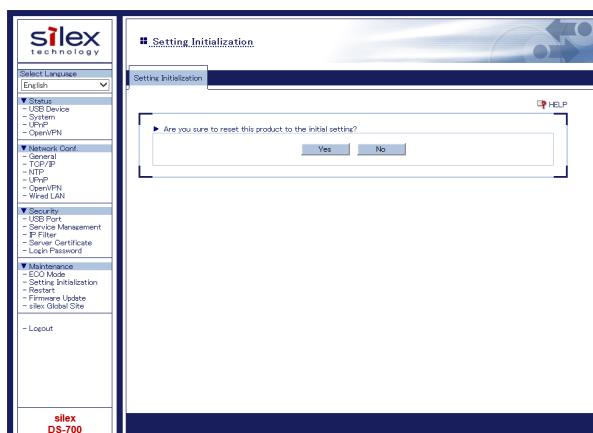 silex
technology
Select Language
English
▼ Status
- USB Device
- System
- UPnP
- OpenVPN
▼ Network Conf.
- General
- TCP/IP
- NTP
- UPnP
- OpenVPN
- Wired LAN
▼ Security
- USB Port
- Service Management
- IP Filter
- Server Certificate
- Login Password
▼ Maintenance
- ECO Mode
- Setting Initialization
- Restart
- Firmware Update
- silex Global Site
- Logout
silex
DS-700
Setting Initialization
Setting Initialization
HELP
Are you sure to reset this product to the initial setting?
Yes No